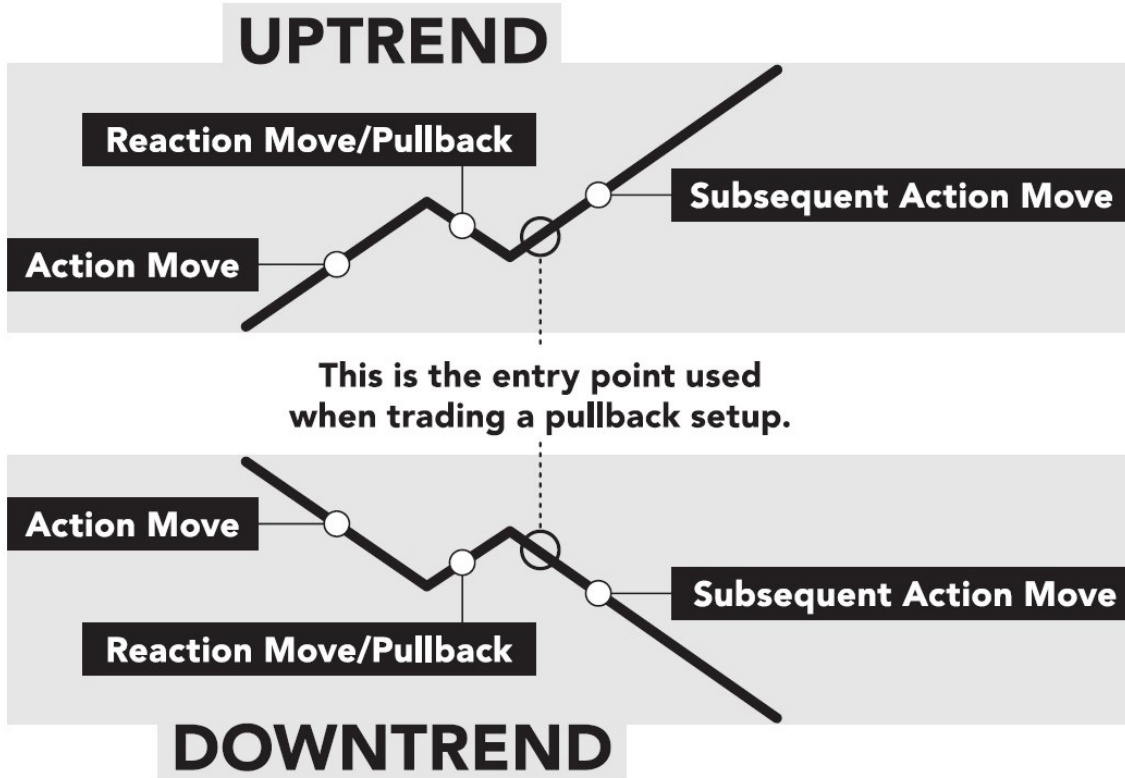 UPTREND
Reaction Move/Pullback
Subsequent Action Move
Action Move
This is the entry point used
when trading a pullback setup.
Action Move
Subsequent Action Move
Reaction Move/Pullback
DOWNTREND